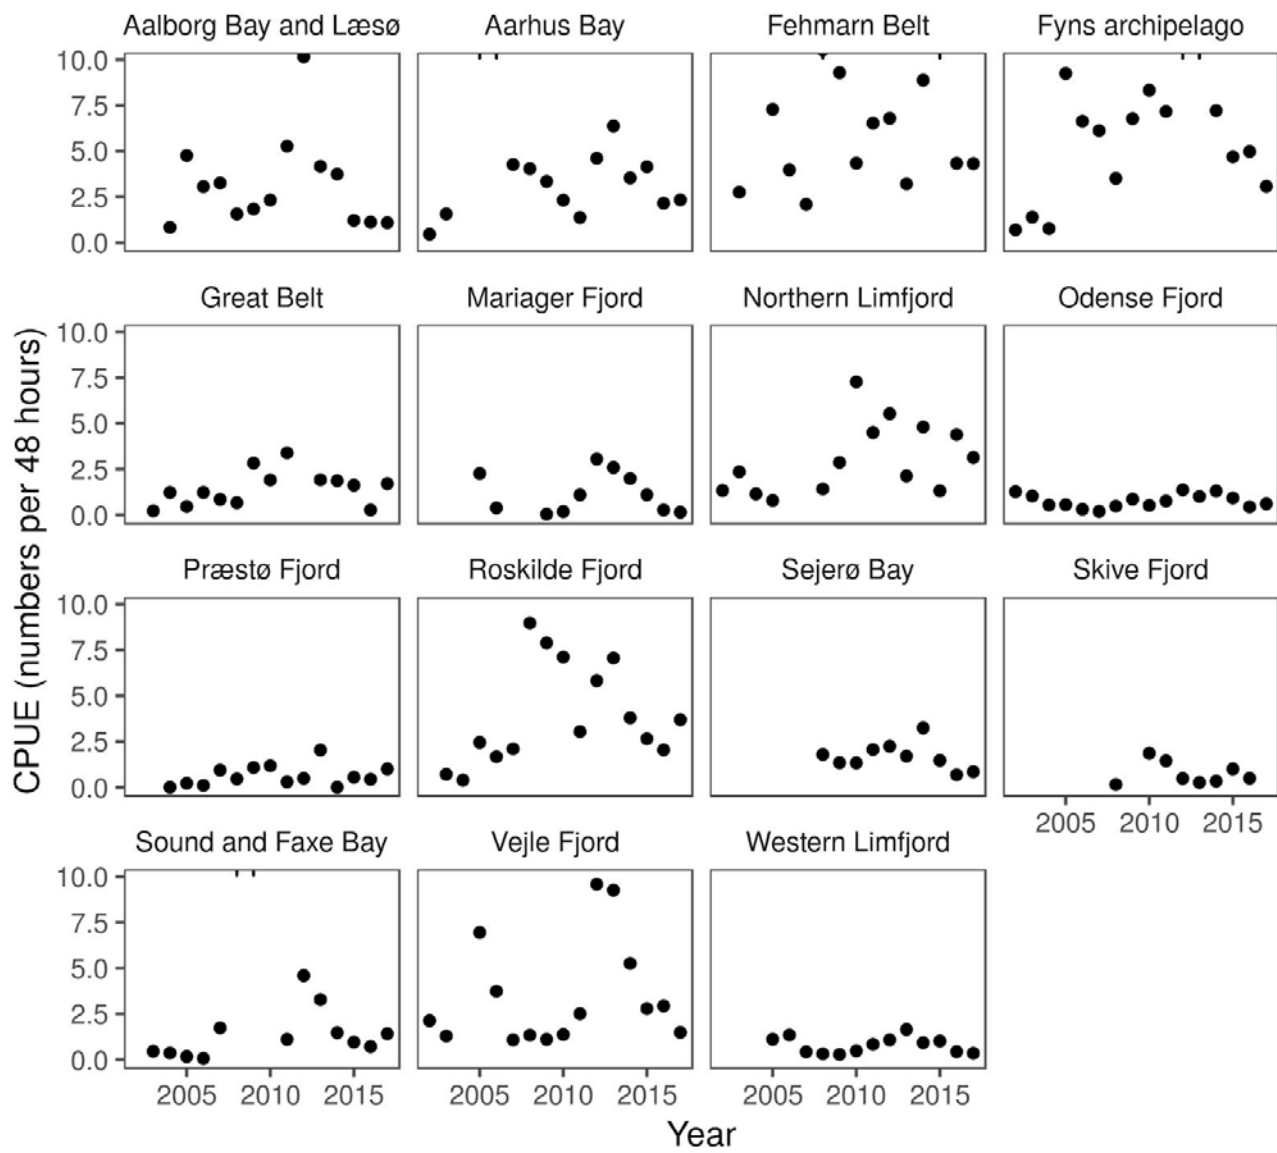 Aalborg Bay and Læsø
Aarhus Bay
Fehmarn Belt
Fyns archipelago
10.0
7.5
5.0
2.5
0.0
Great Belt
Mariager Fjord
Northern Limfjord
Odense Fjord
10.0
7.5
5.0
2.5
0.0
Præstø Fjord
Roskilde Fjord
Sejerø Bay
Skive Fjord
10.0
7.5
5.0
2.5
0.0
2005 2010 2015
Sound and Faxe Bay
Vejle Fjord
Western Limfjord
10.0
7.5
5.0
2.5
0.0
2005 2010 2015
2005 2010 2015
2005 2010 2015
CPUE (numbers per 48 hours)
Year